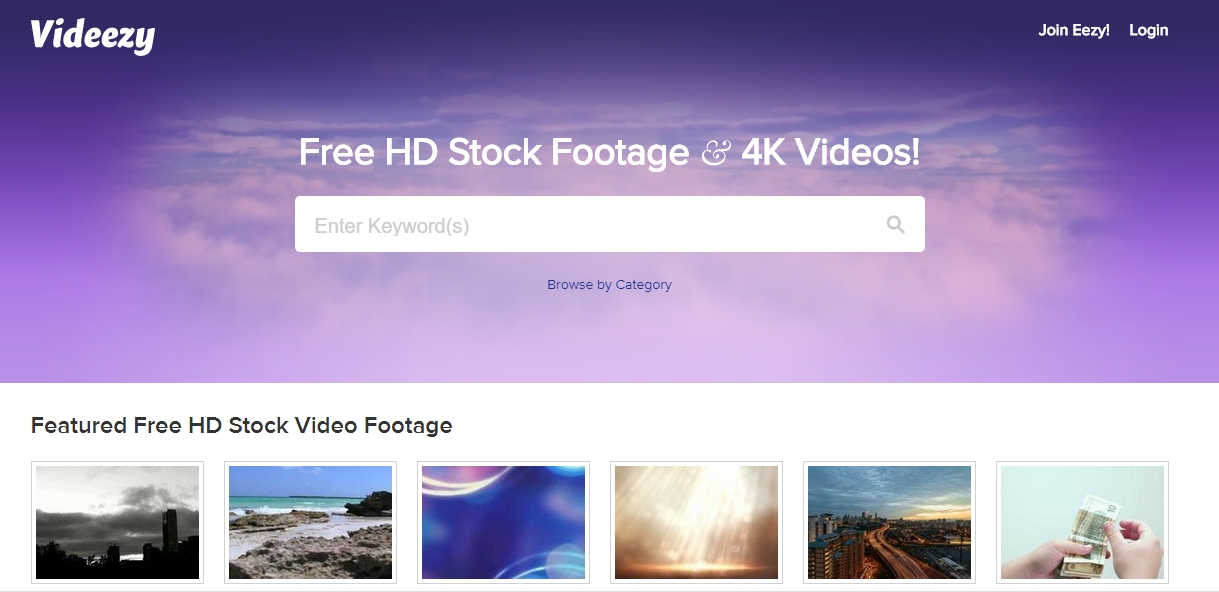 Videezy
Join Eezy! Login
Free HD Stock Footage & 4K Videos!
Enter Keyword(s)
Browse by Category
Featured Free HD Stock Video Footage
10